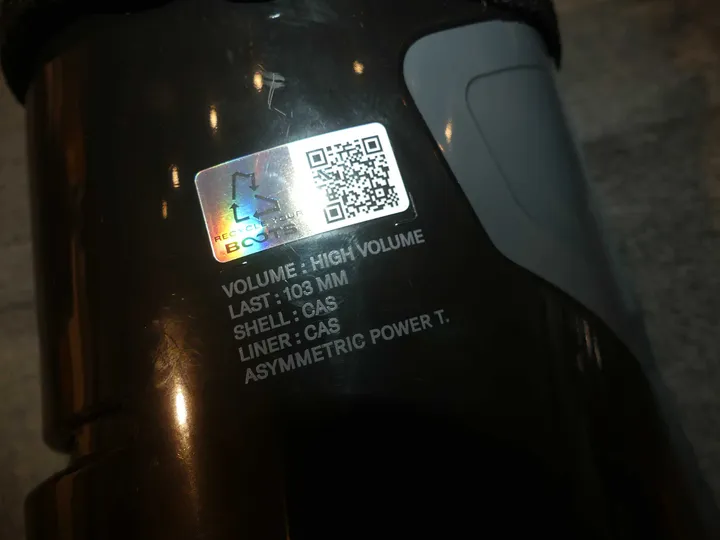 RECYCLE YOUR
BOOTS
VOLUME : HIGH VOLUME
LAST : 103 MM
SHELL : CAS
LINER : CAS
ASYMMETRIC POWER T.